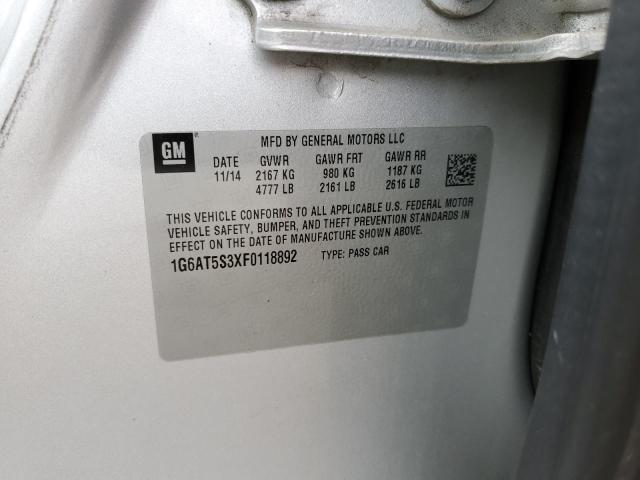 GM
MFD BY GENERAL MOTORS LLC
DATE GVWR GAWR FRT GAWR RR
11/14 2167 KG 980 KG 1187 KG
4777 LB 2161 LB 2616 LB
THIS VEHICLE CONFORMS TO ALL APPLICABLE U.S. FEDERAL MOTOR
VEHICLE SAFETY, BUMPER, AND THEFT PREVENTION STANDARDS IN
EFFECT ON THE DATE OF MANUFACTURE SHOWN ABOVE.
1G6AT5S3XF0118892 TYPE: PASS CAR